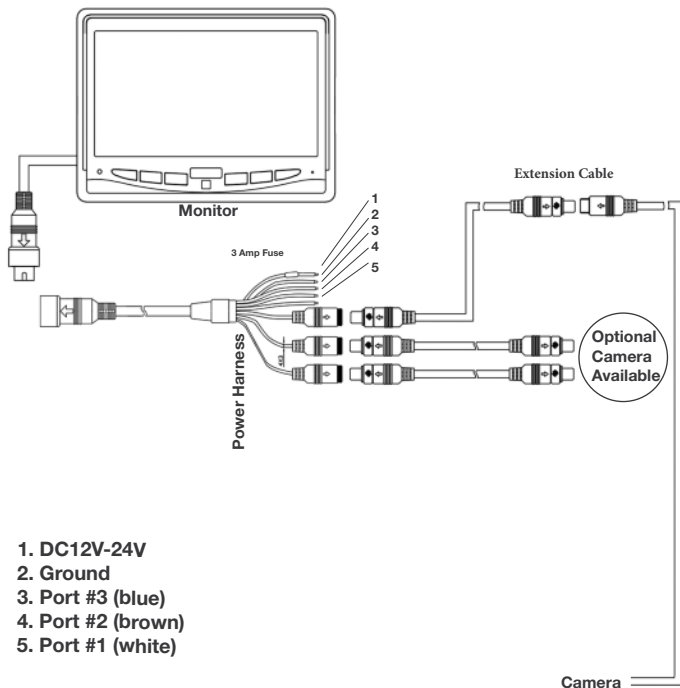 Extension Cable
Monitor
3 Amp Fuse
1
2
3
4
5
Power Harness
Optional
Camera
Available
1. DC12V-24V
2. Ground
3. Port #3 (blue)
4. Port #2 (brown)
5. Port #1 (white)
Camera